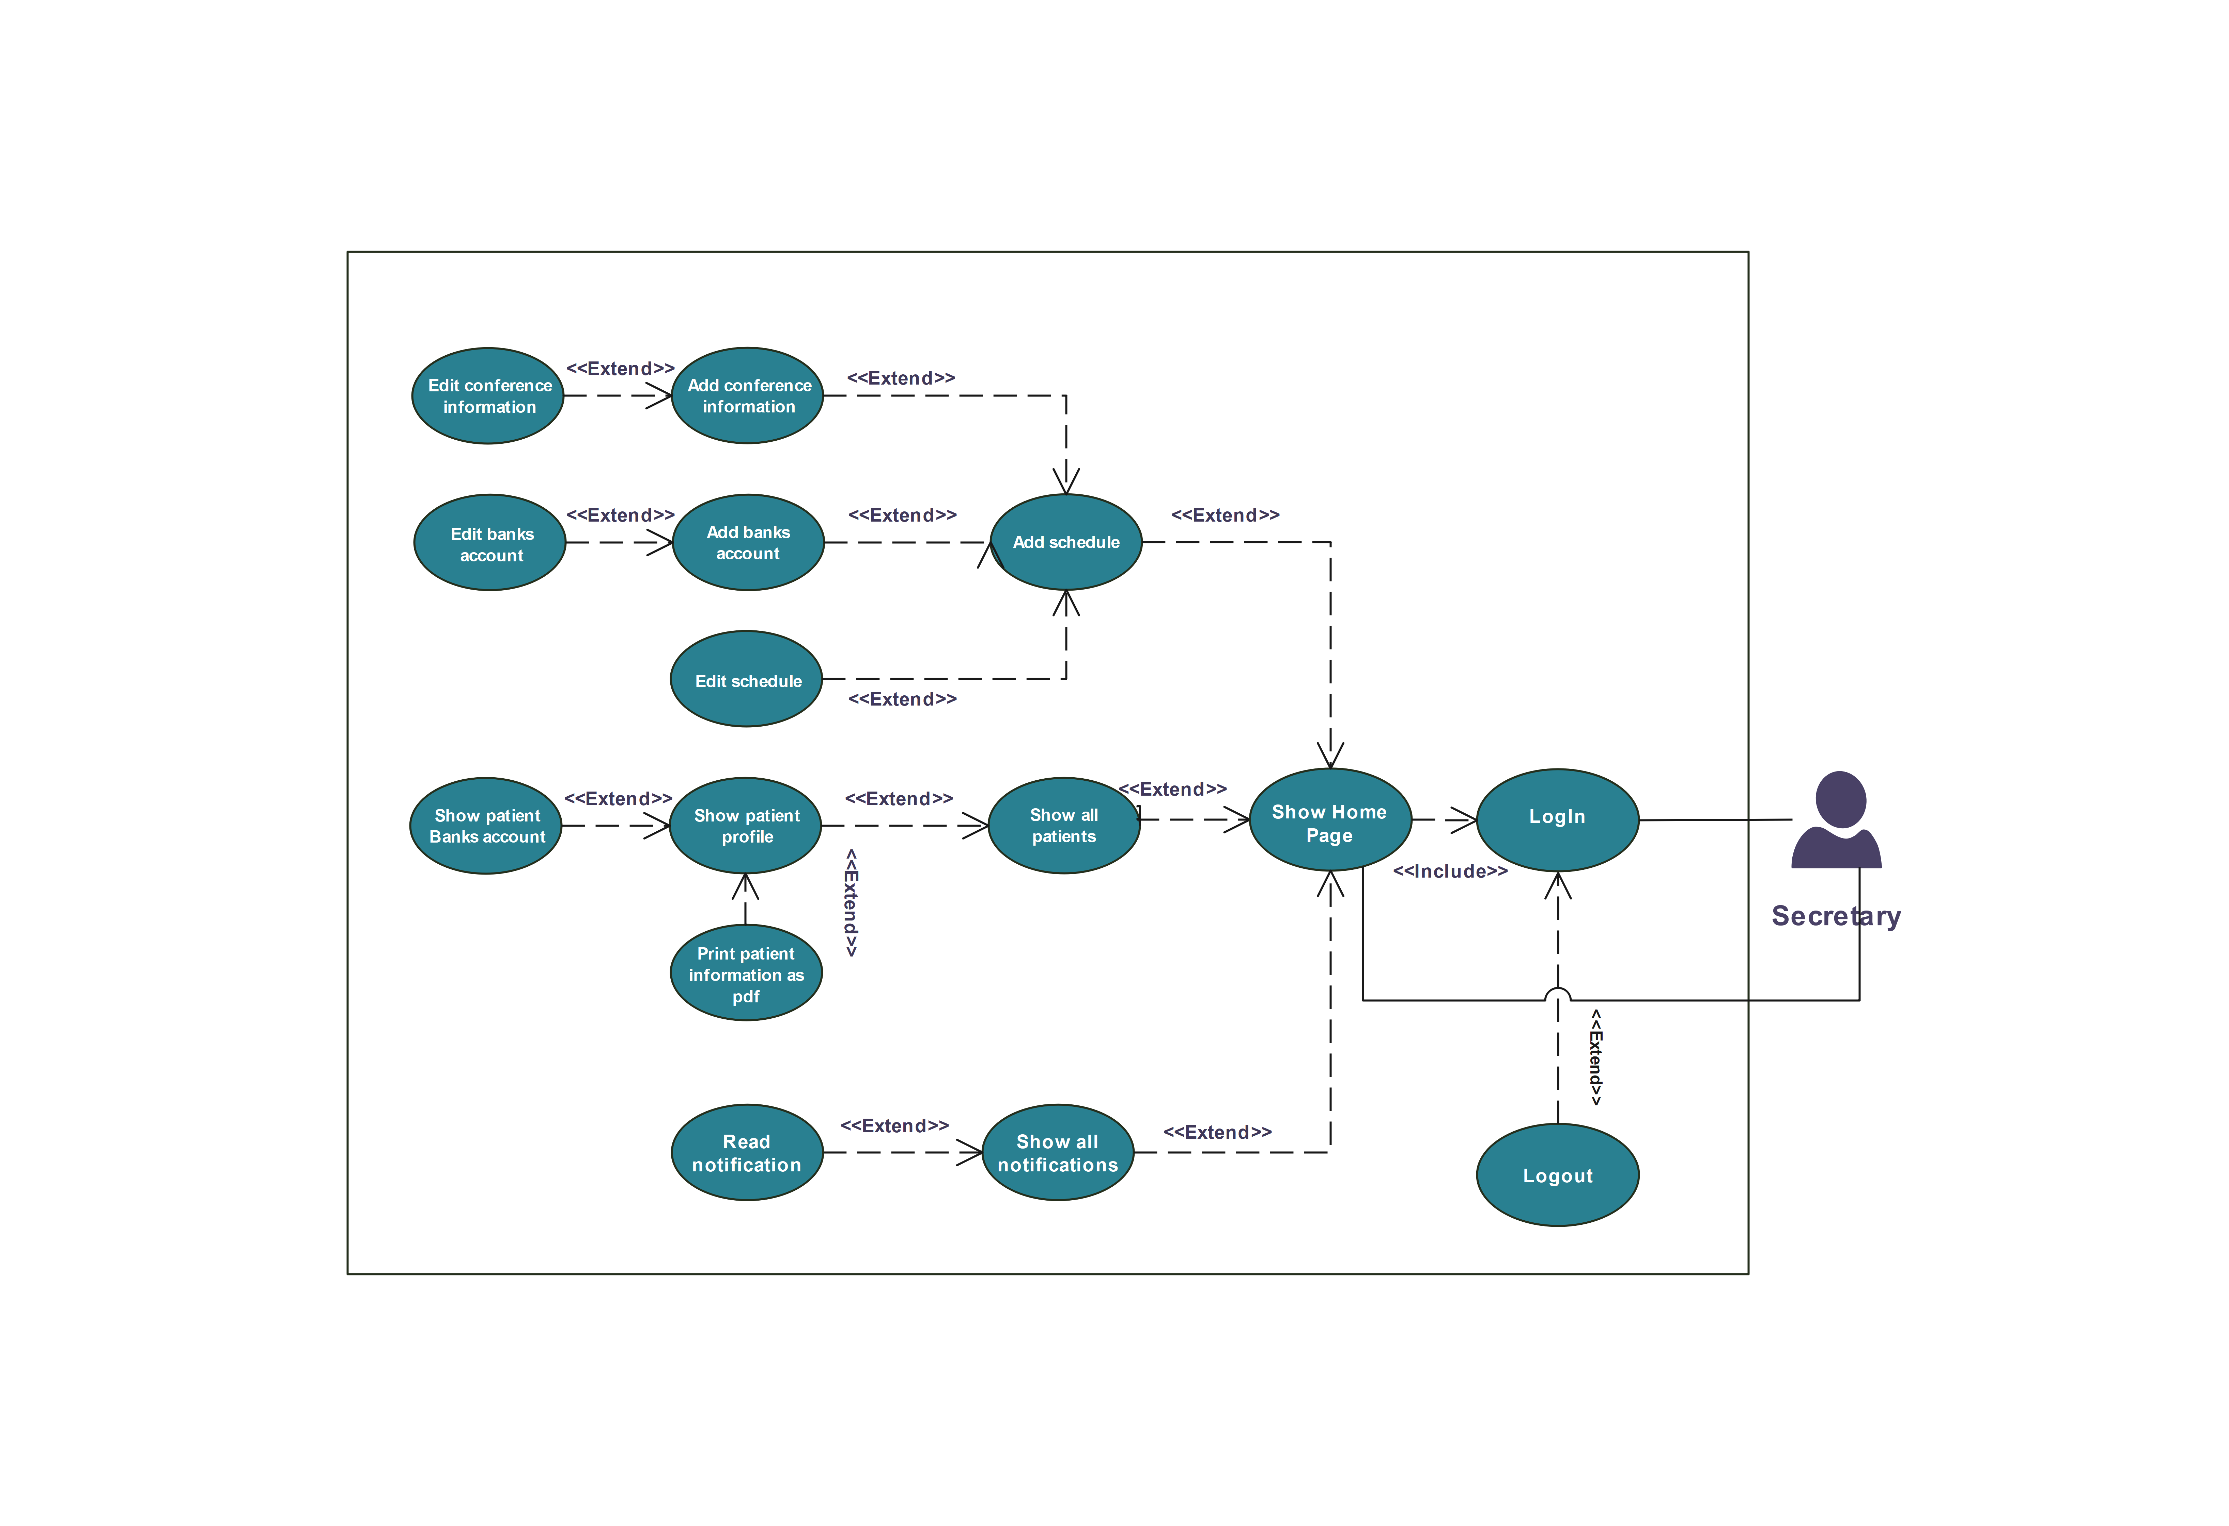 <<Extend>>
<<Extend>>
Edit conference
information
Add conference
information
<<Extend>>
<<Extend>>
<<Extend>>
Edit banks
account
Add banks
account
Add schedule
Edit schedule
<<Extend>>
<<Extend>>
<<Extend>>
<<Extend>>
Show patient
Banks account
Show patient
profile
Show all
patients
Show Home
Page
LogIn
<<Include>>
<<Extend>>
Secretary
Print patient
information as
pdf
<<Extend>>
<<Extend>>
<<Extend>>
Read
notification
Show all
notifications
Logout